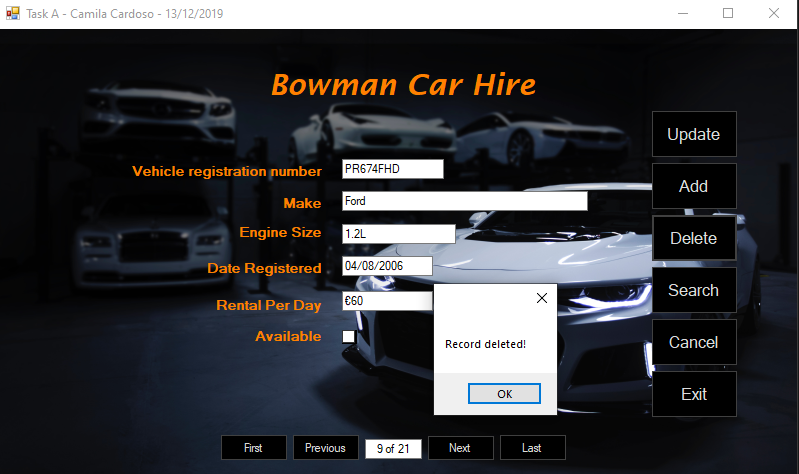 Task A - Camila Cardoso - 13/12/2019
Bowman Car Hire
Vehicle registration number PR674FHD
Make Ford
Engine Size 1.2L
Date Registered 04/08/2006
Rental Per Day €60
Available
Record deleted!
OK
Update
Add
Delete
Search
Cancel
Exit
First Previous 9 of 21 Next Last